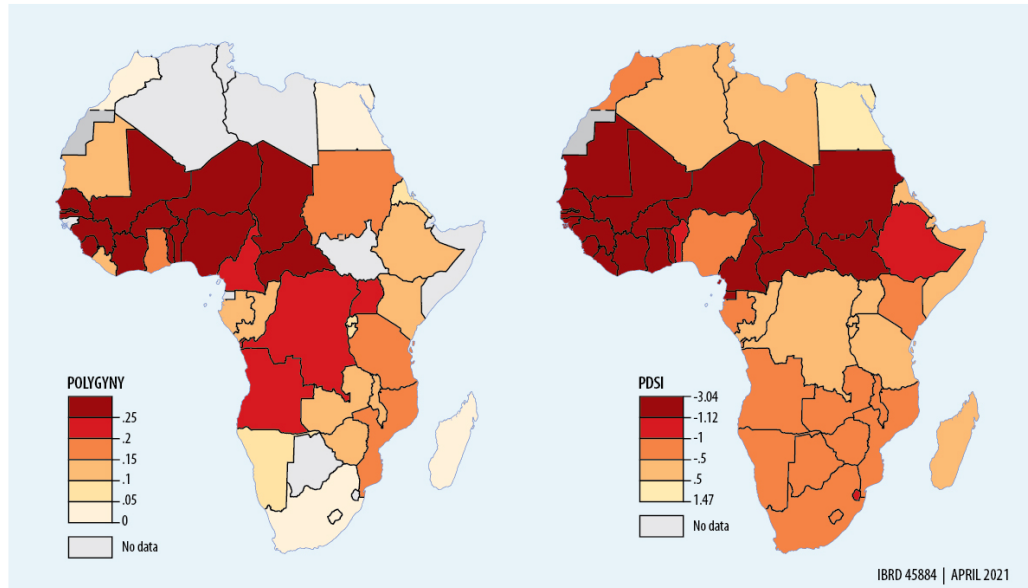 POLYGYNY
.25
.2
.15
.1
.05
0
No data
PDSI
-3.04
-1.12
-1
-.5
.5
1.47
No data
IBRD 45884 | APRIL 2021